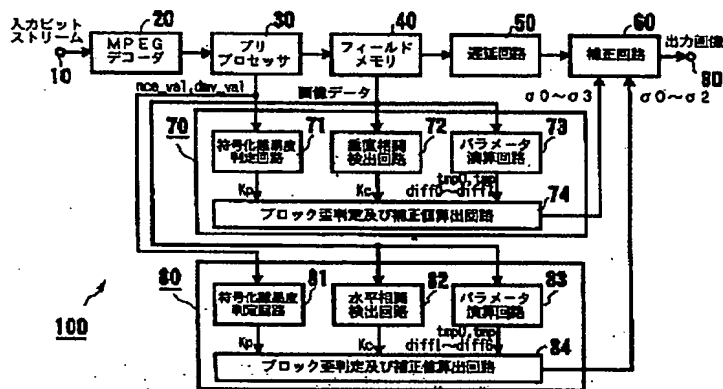 20
30
40
50
60
入力ビット
ストリーム
MPEG
デコーダ
プリ
プロセッサ
フィールド
メモリ
遅延回路
補正回路
出力画像
10
80
nce_val,dmv_val
画像データ
σ0~σ3
σ0~σ2
70
71
72
73
符号化難易度
判定回路
垂直相関
検出回路
パラメータ
演算回路
Kp
Kc
tmp0,tmp
diff0~diff7
74
ブロック歪判定及び補正値算出回路
100
80
81
82
83
符号化難易度
判定回路
水平相関
検出回路
パラメータ
演算回路
Kp
Kc
tmp0,tmp
diff1~diff6
84
ブロック歪判定及び補正値算出回路